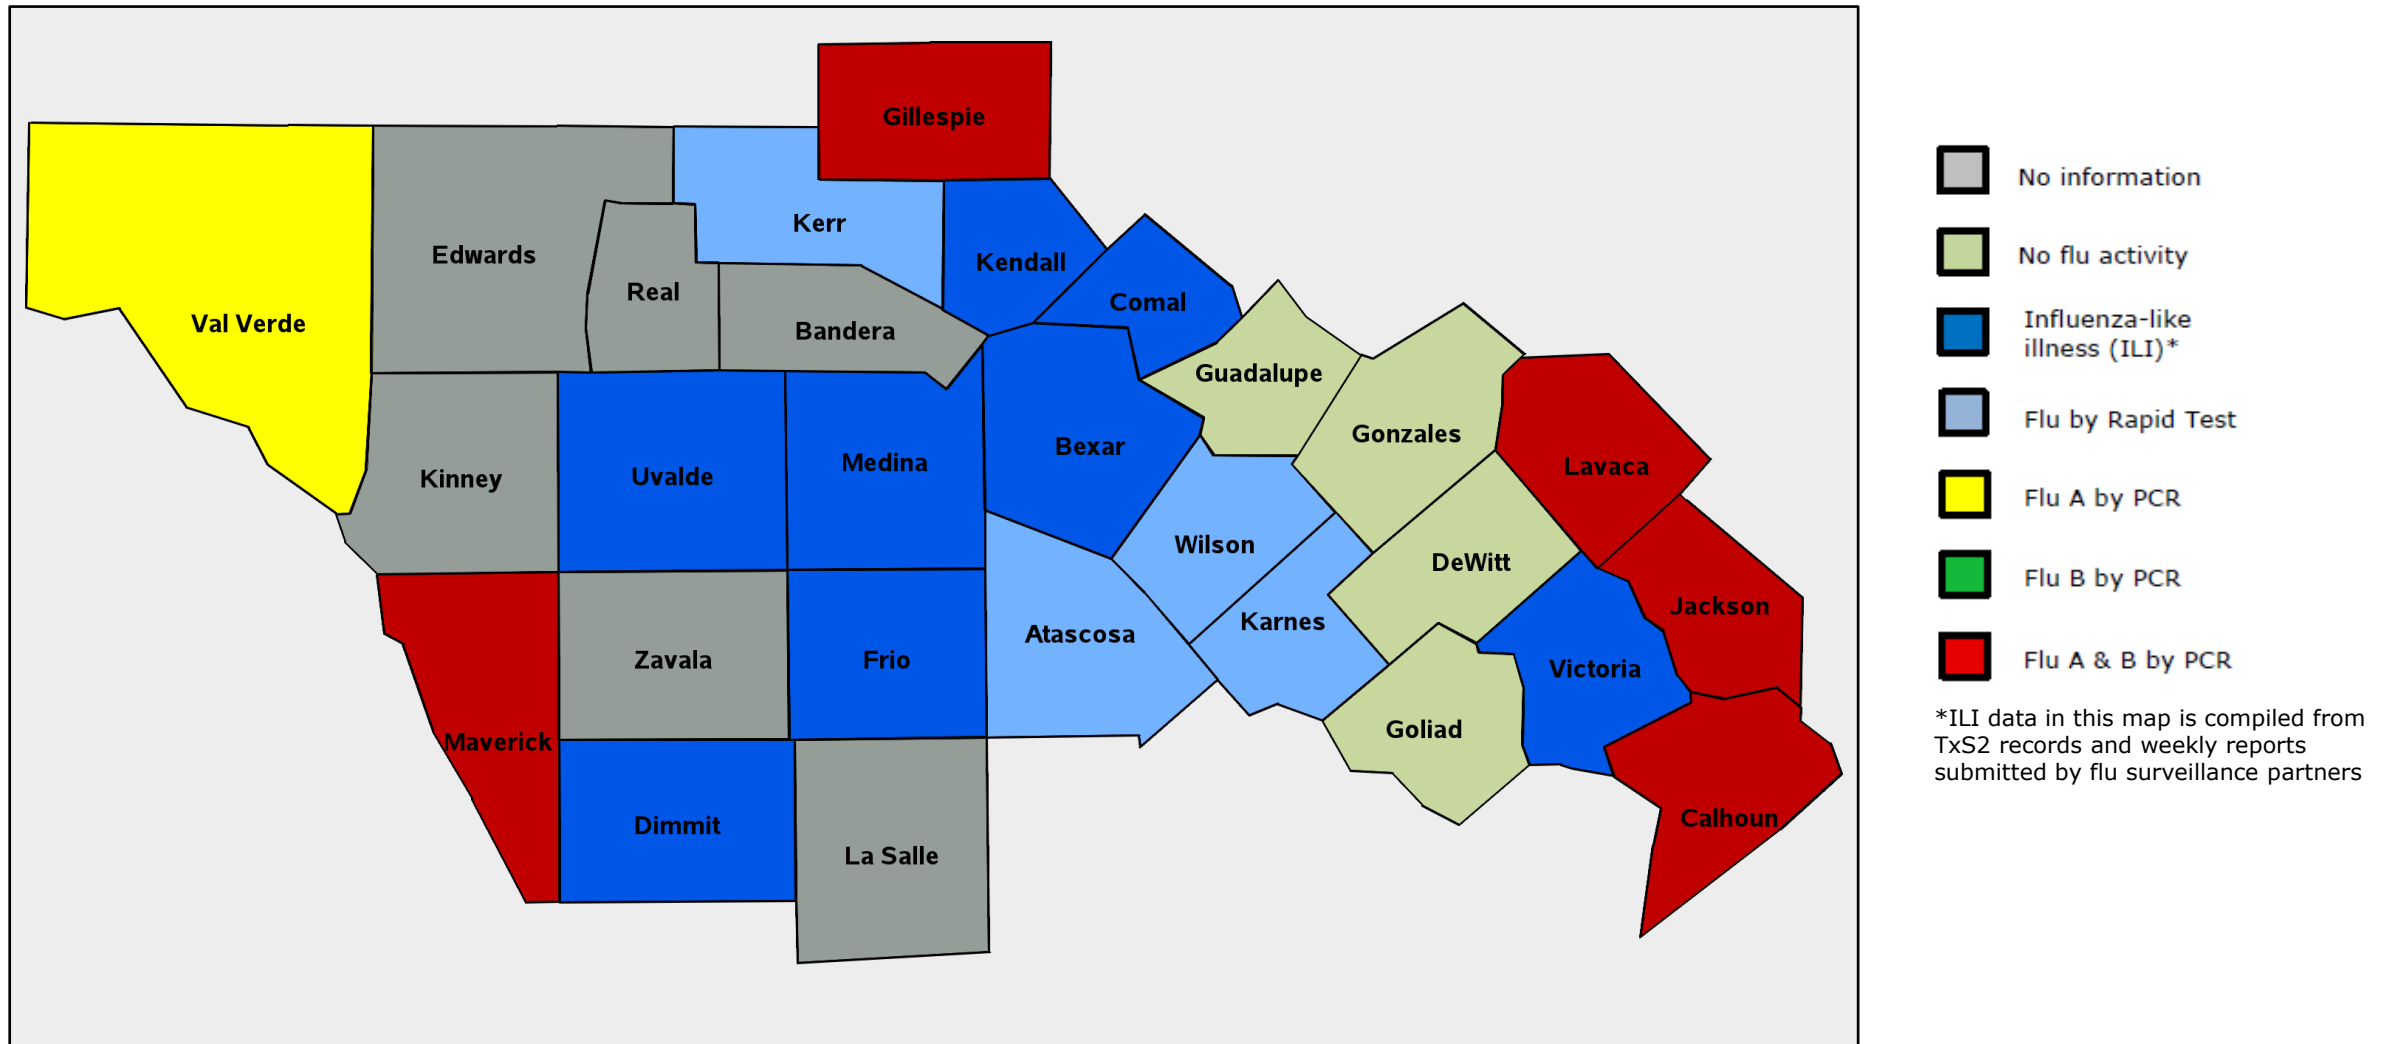 Gillespie
Kerr
Edwards
Kendall
Real
Comal
Val Verde
Bandera
Guadalupe
Gonzales
Bexar
Medina
Lavaca
Uvalde
Kinney
Wilson
DeWitt
Jackson
Karnes
Atascosa
Zavala
Frio
Victoria
Goliad
Maverick
Calhoun
Dimmit
La Salle
No information
No flu activity
Influenza-like
illness (ILI)*
Flu by Rapid Test
Flu A by PCR
Flu B by PCR
Flu A & B by PCR
*ILI data in this map is compiled from
TxS2 records and weekly reports
submitted by flu surveillance partners